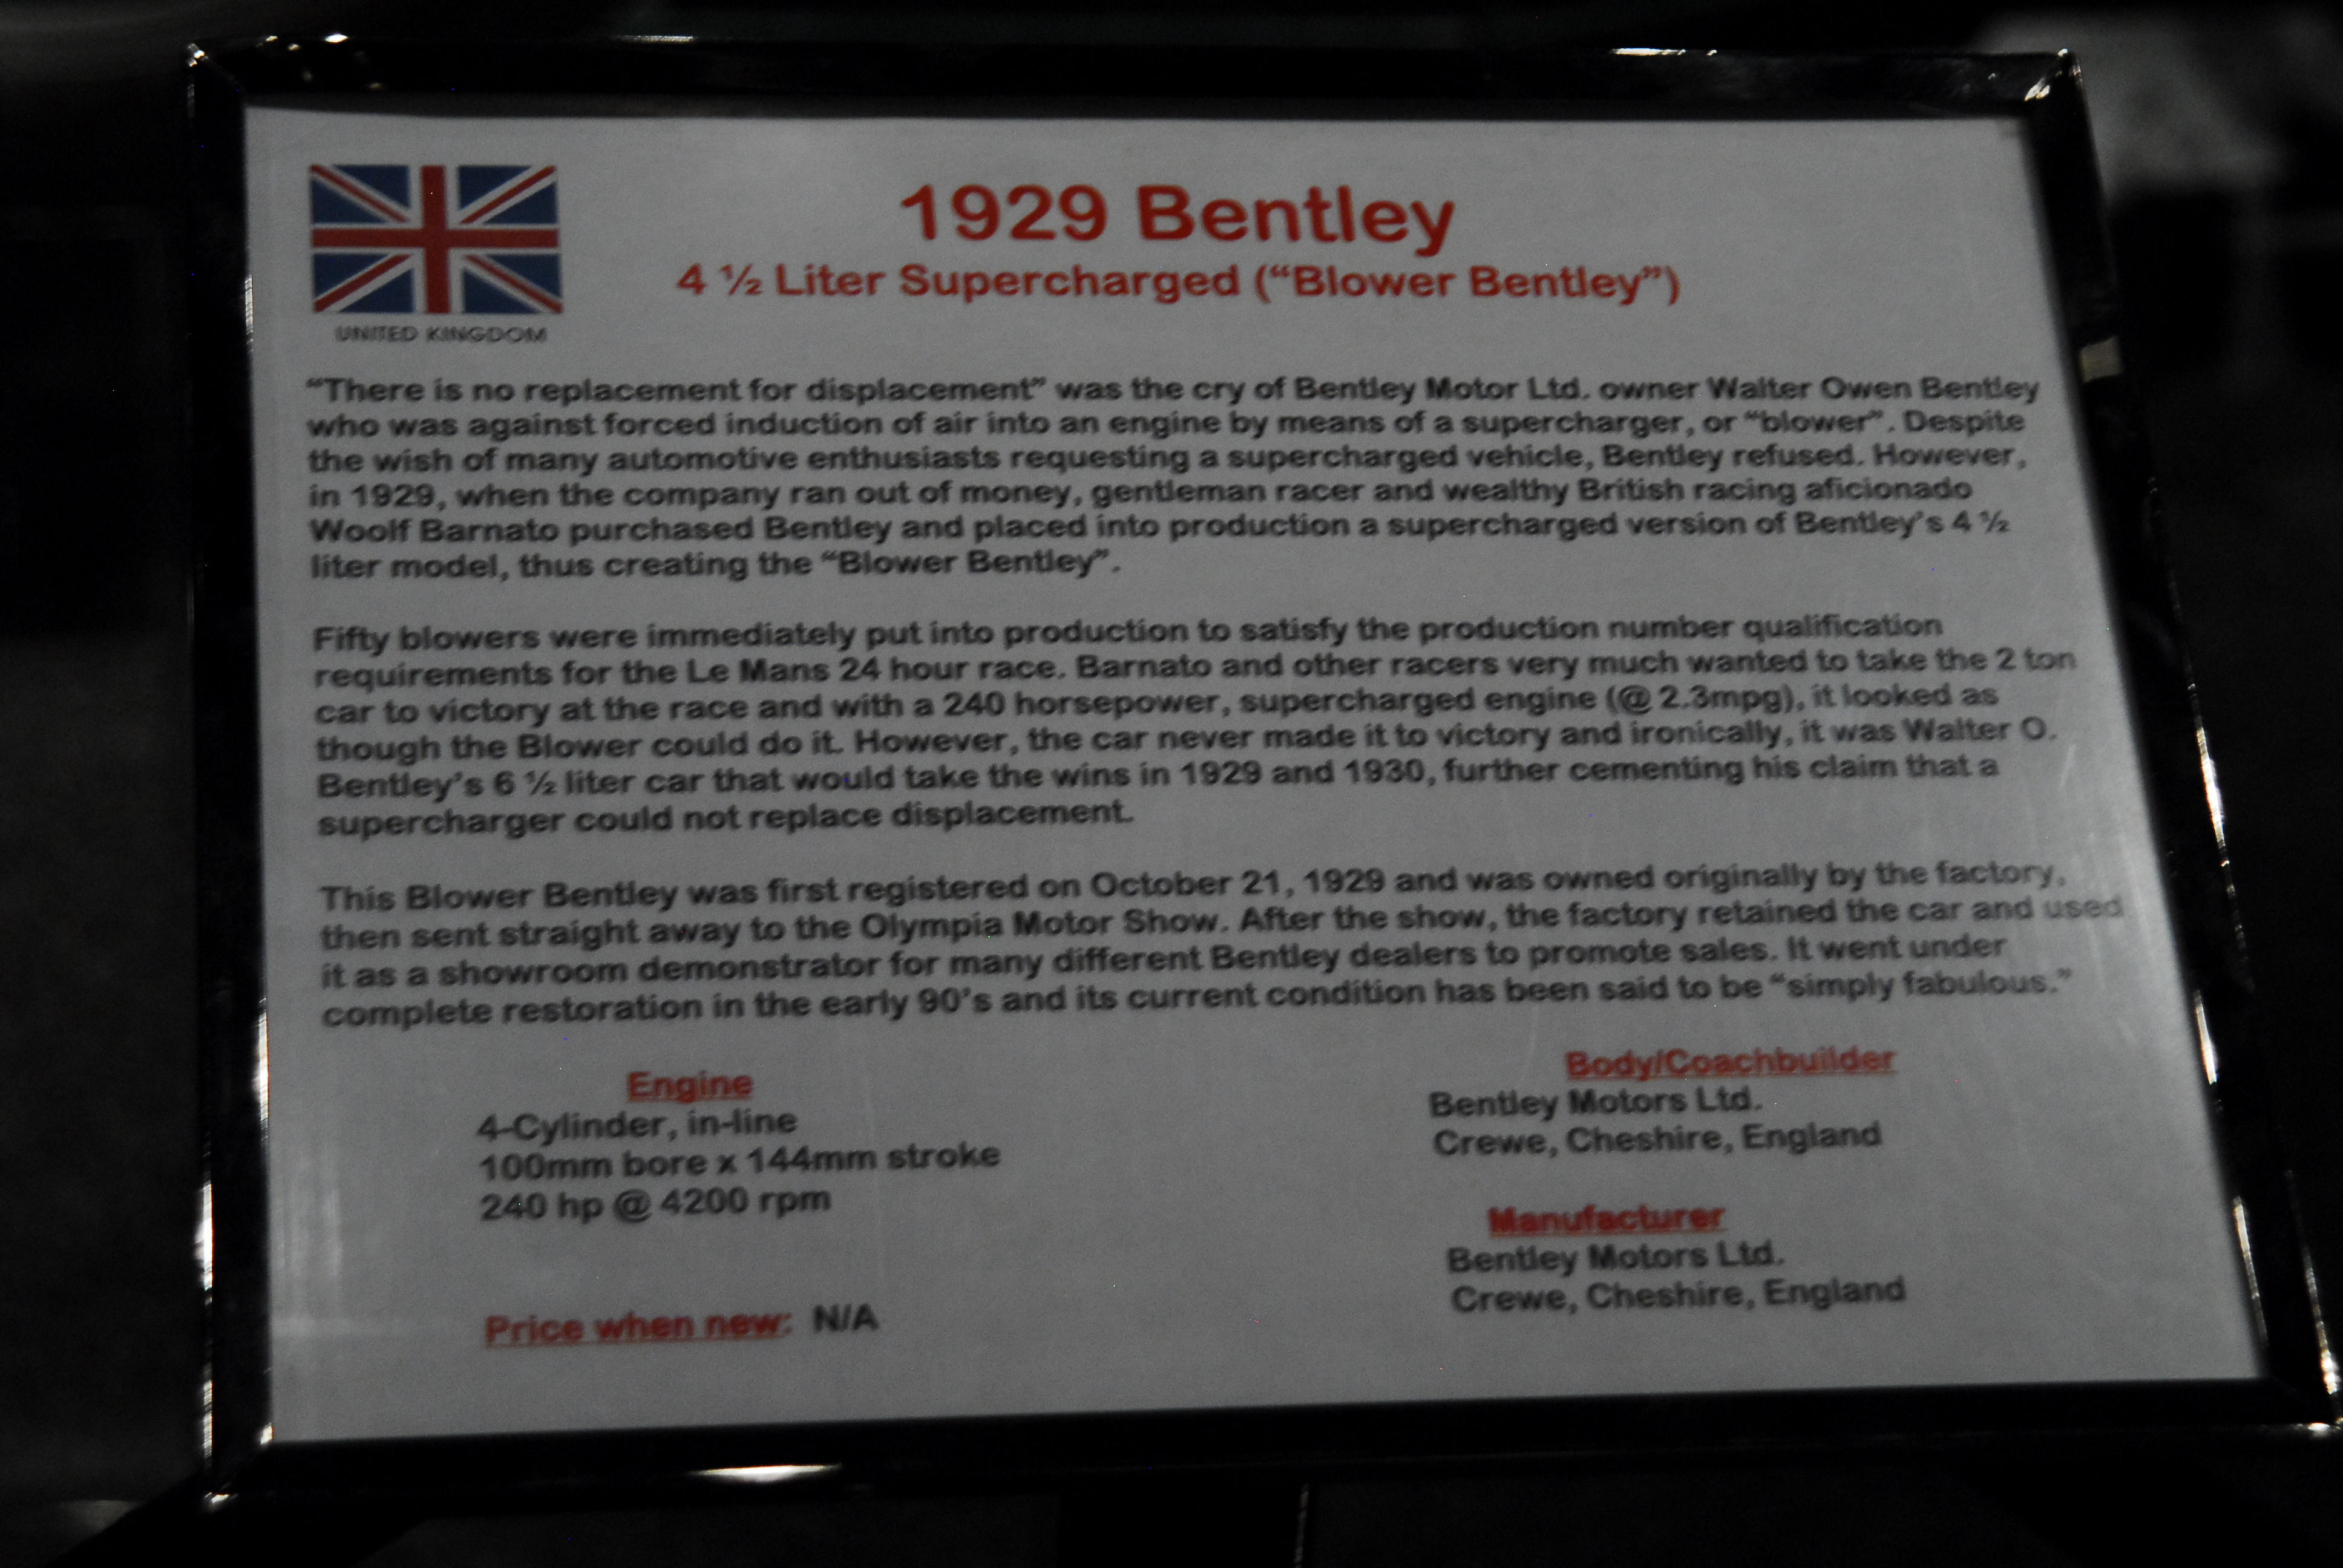 1929 Bentley
4 ½ Liter Supercharged (“Blower Bentley”)
UNITED KINGDOM
“There is no replacement for displacement” was the cry of Bentley Motor Ltd. owner Walter Owen Bentley
who was against forced induction of air into an engine by means of a supercharger, or “blower”. Despite
the wish of many automotive enthusiasts requesting a supercharged vehicle, Bentley refused. However,
in 1929, when the company ran out of money, gentleman racer and wealthy British racing aficionado
Woolf Barnato purchased Bentley and placed into production a supercharged version of Bentley’s 4 ½
liter model, thus creating the “Blower Bentley”.
Fifty blowers were immediately put into production to satisfy the production number qualification
requirements for the Le Mans 24 hour race. Barnato and other racers very much wanted to take the 2 ton
car to victory at the race and with a 240 horsepower, supercharged engine (@ 2.3mpg), it looked as
though the Blower could do it. However, the car never made it to victory and ironically, it was Walter O.
Bentley’s 6 ½ liter car that would take the wins in 1929 and 1930, further cementing his claim that a
supercharger could not replace displacement.
This Blower Bentley was first registered on October 21, 1929 and was owned originally by the factory,
then sent straight away to the Olympia Motor Show. After the show, the factory retained the car and used
it as a showroom demonstrator for many different Bentley dealers to promote sales. It went under
complete restoration in the early 90’s and its current condition has been said to be “simply fabulous.”
Engine
4-Cylinder, in-line
100mm bore x 144mm stroke
240 hp @ 4200 rpm
Price when new: N/A
Body/Coachbuilder
Bentley Motors Ltd.
Crewe, Cheshire, England
Manufacturer
Bentley Motors Ltd.
Crewe, Cheshire, England